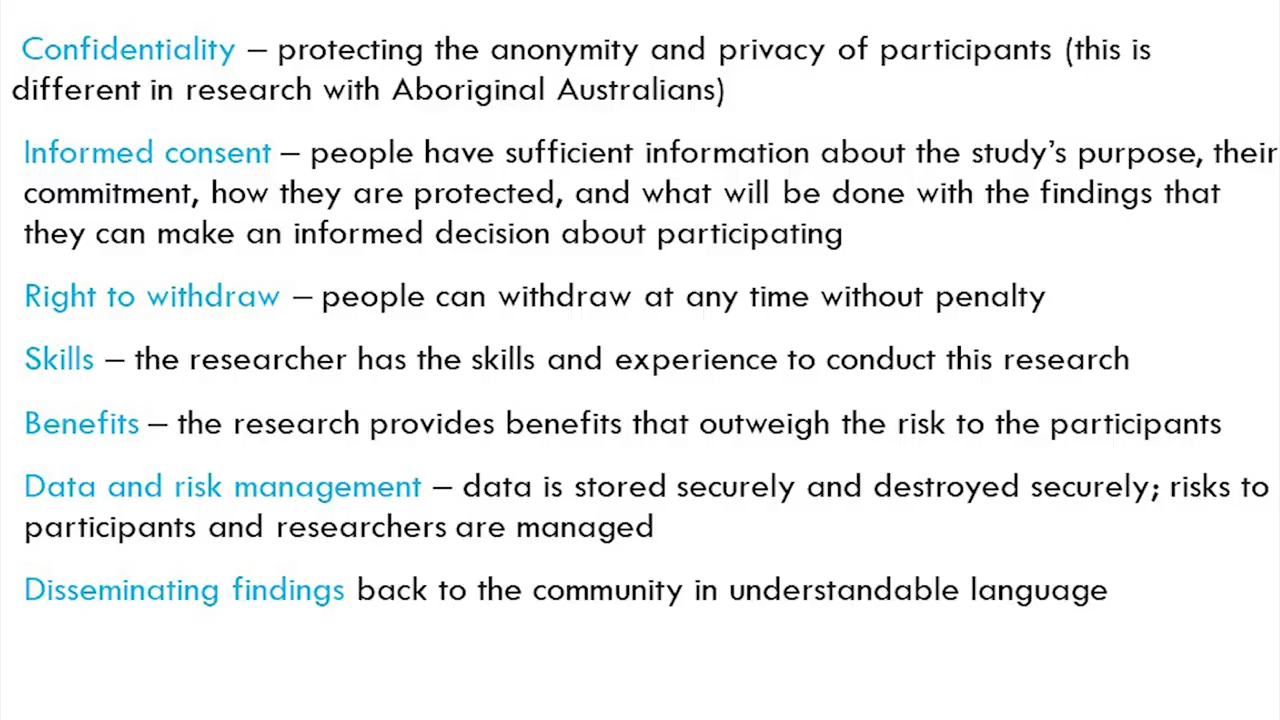 Confidentiality – protecting the anonymity and privacy of participants (this is
different in research with Aboriginal Australians)
Informed consent – people have sufficient information about the study’s purpose, their
commitment, how they are protected, and what will be done with the findings that
they can make an informed decision about participating
Right to withdraw – people can withdraw at any time without penalty
Skills – the researcher has the skills and experience to conduct this research
Benefits – the research provides benefits that outweigh the risk to the participants
Data and risk management – data is stored securely and destroyed securely; risks to
participants and researchers are managed
Disseminating findings back to the community in understandable language